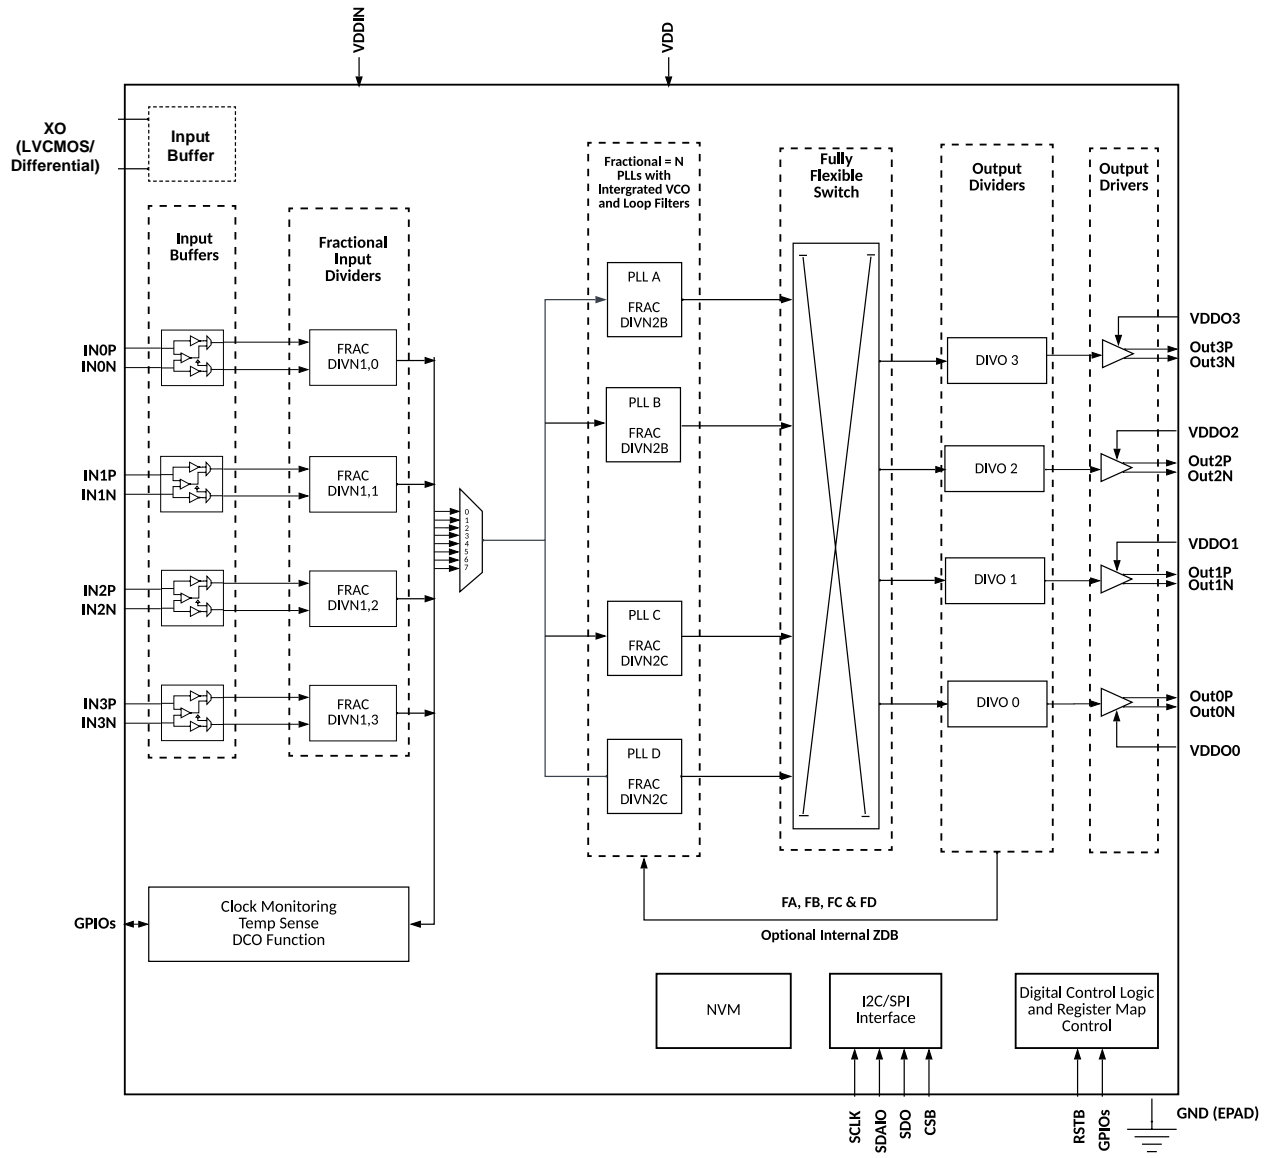 VDDIN
VDD
XO
(LVCMOS/
Differential)
Input
Buffer
Input
Buffers
Fractional
Input
Dividers
Fractional = N
PLLs with
Intergrated VCO
and Loop Filters
Fully
Flexible
Switch
Output
Dividers
Output
Drivers
IN0P
IN0N
FRAC
DIVN1,0
IN1P
IN1N
FRAC
DIVN1,1
IN2P
IN2N
FRAC
DIVN1,2
IN3P
IN3N
FRAC
DIVN1,3
0
1
2
3
4
5
6
7
PLL A
FRAC
DIVN2B
PLL B
FRAC
DIVN2B
PLL C
FRAC
DIVN2C
PLL D
FRAC
DIVN2C
DIVO 3
DIVO 2
DIVO 1
DIVO 0
VDDO3
Out3P
Out3N
VDDO2
Out2P
Out2N
VDDO1
Out1P
Out1N
Out0P
Out0N
VDDO0
GPIOs
Clock Monitoring
Temp Sense
DCO Function
FA, FB, FC & FD
Optional Internal ZDB
NVM
I2C/SPI
Interface
Digital Control Logic
and Register Map
Control
SCLK
SDAIO
SDO
CSB
RSTB
GPIOs
GND (EPAD)